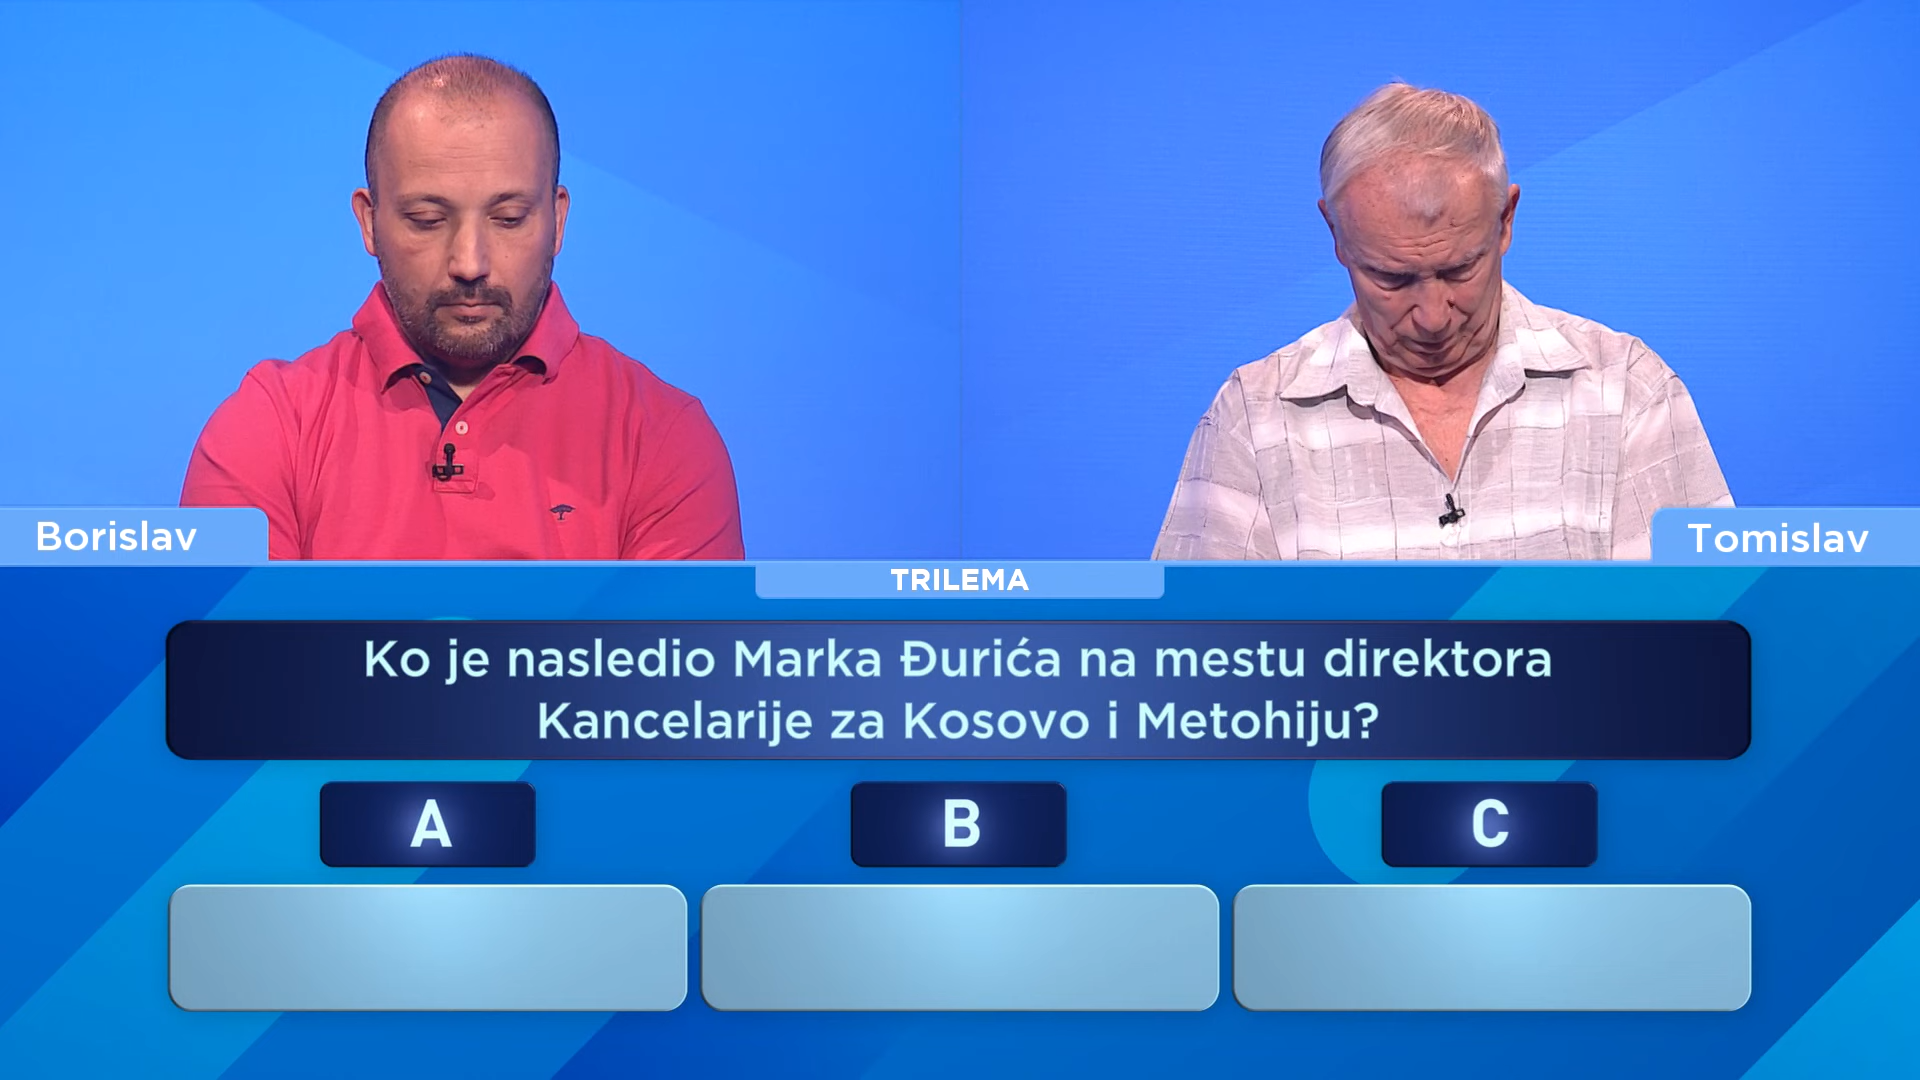 Borislav
Tomislav
TRILEMA
Ko je nasledio Marka Đurića na mestu direktora
Kancelarije za Kosovo i Metohiju?
A
B
C